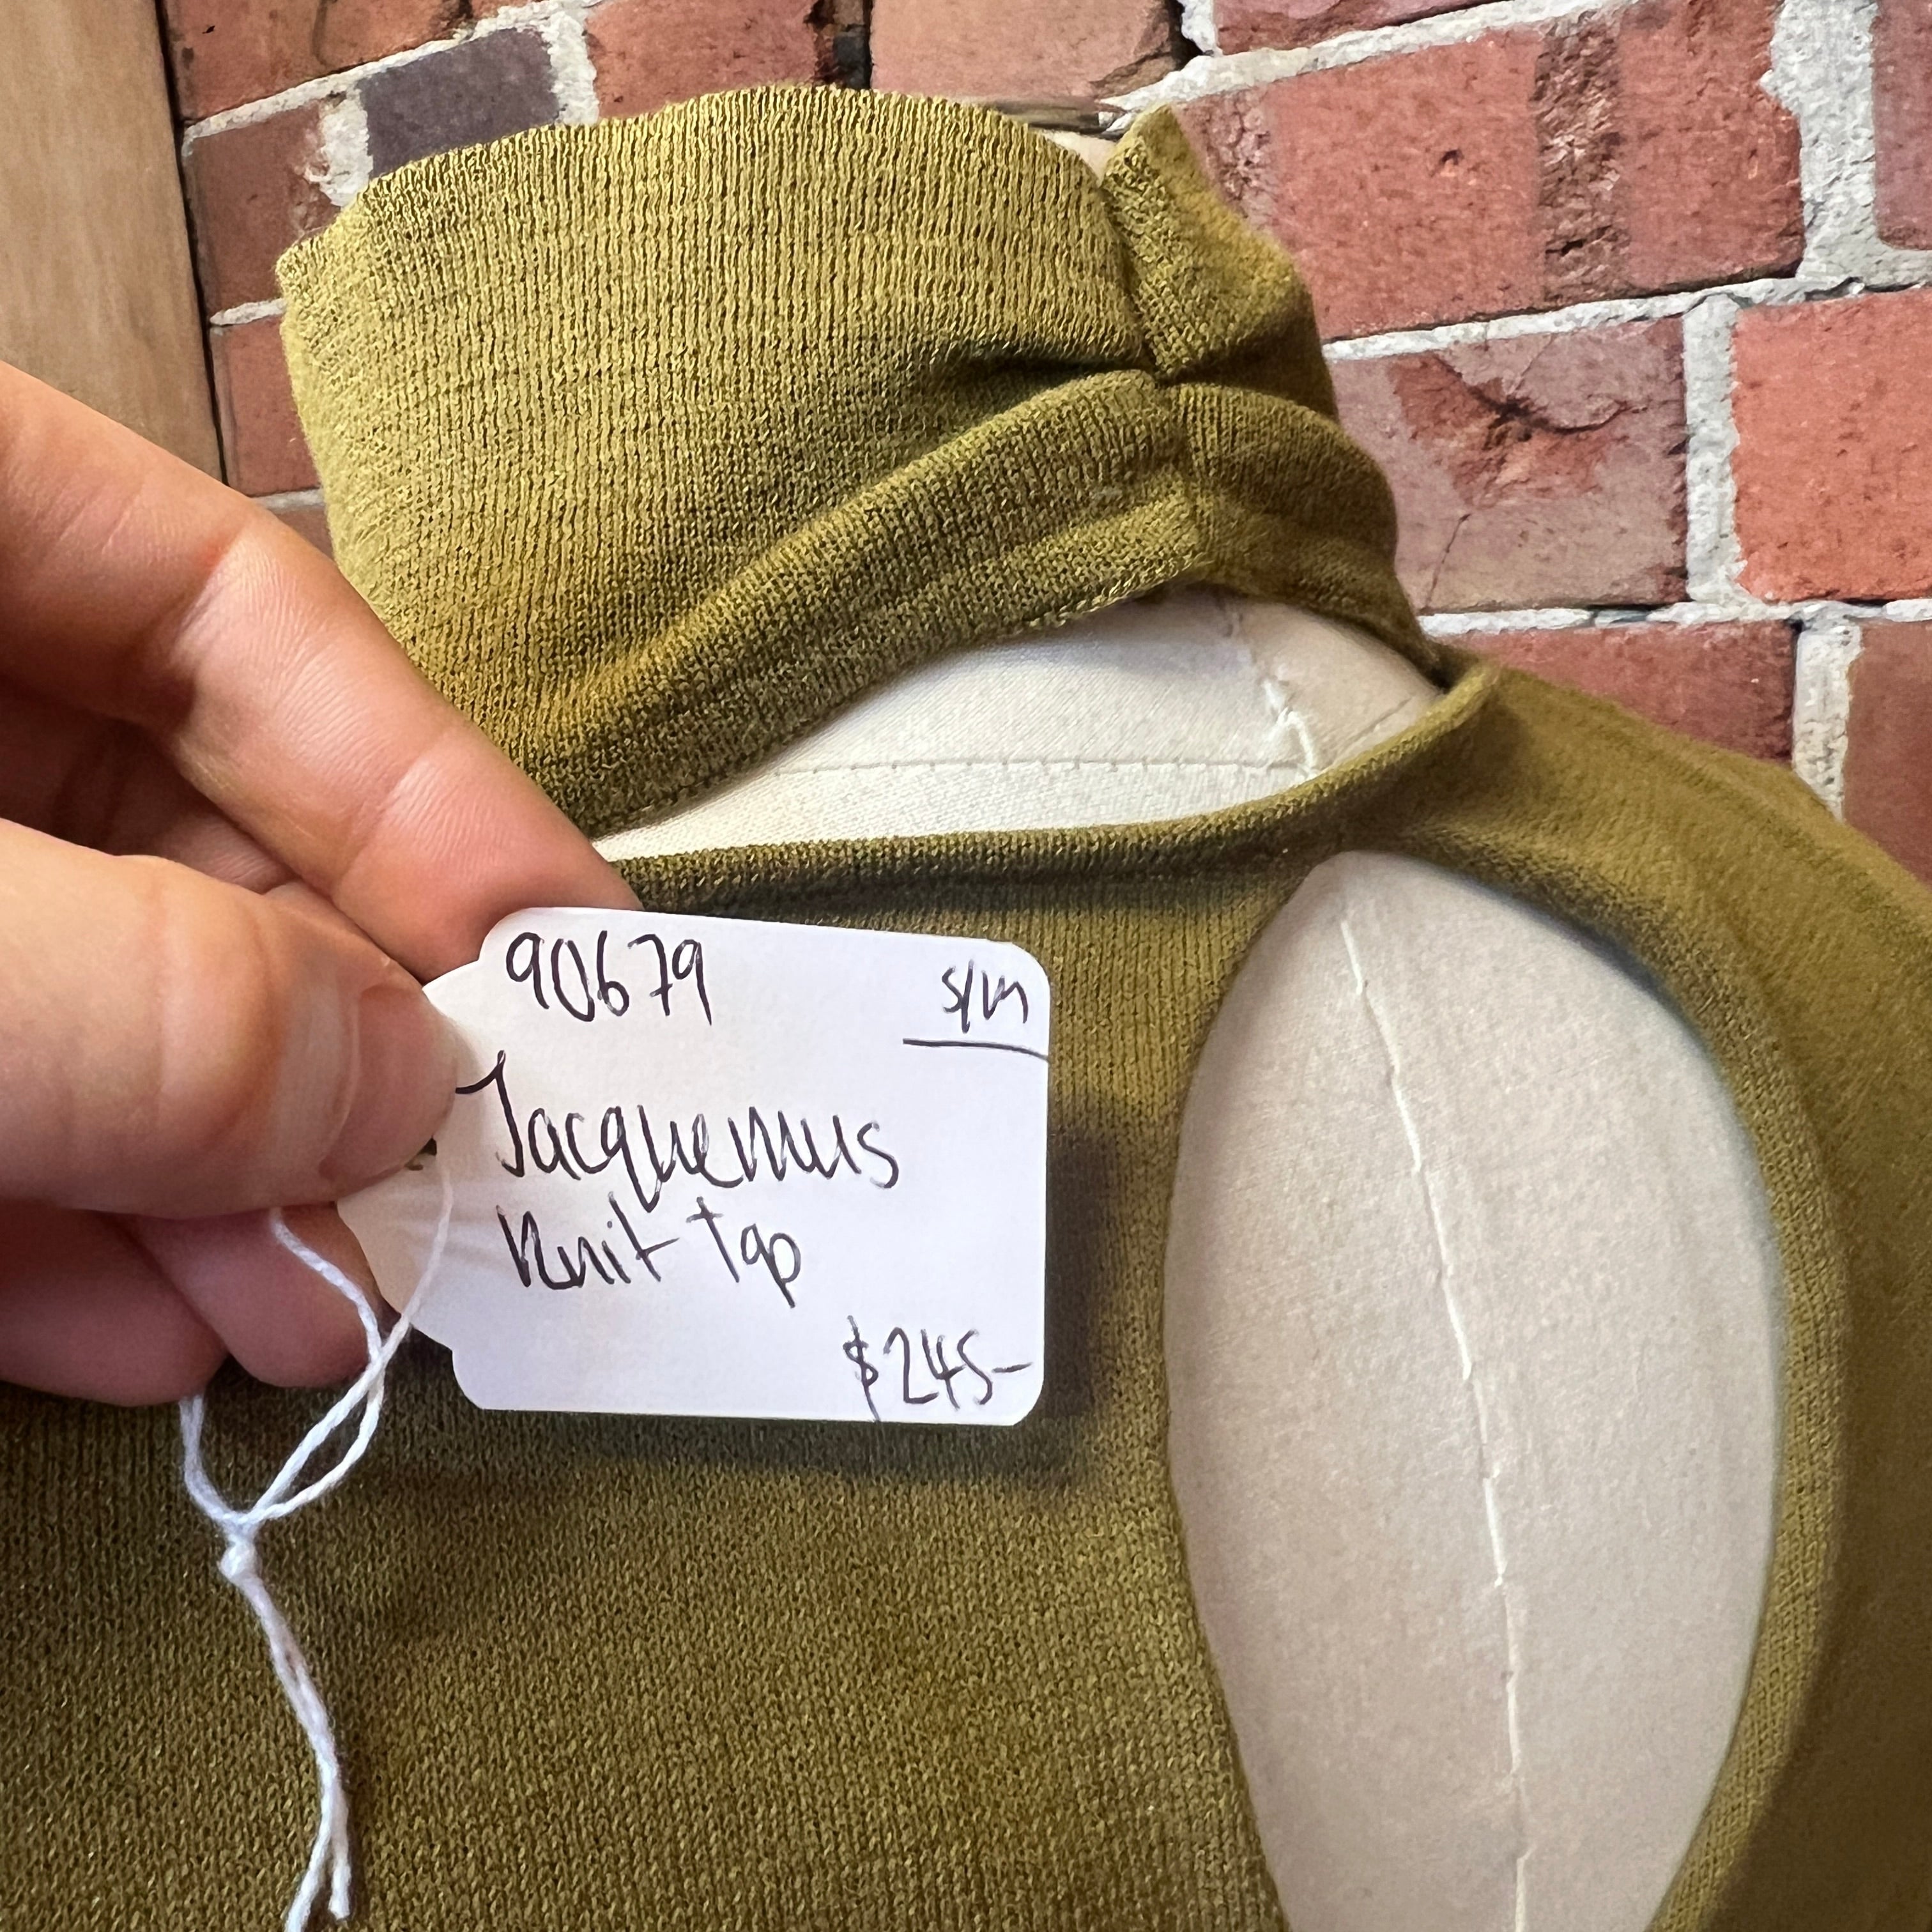 90679
S/M
Jacquemus
Knit Top
$245-